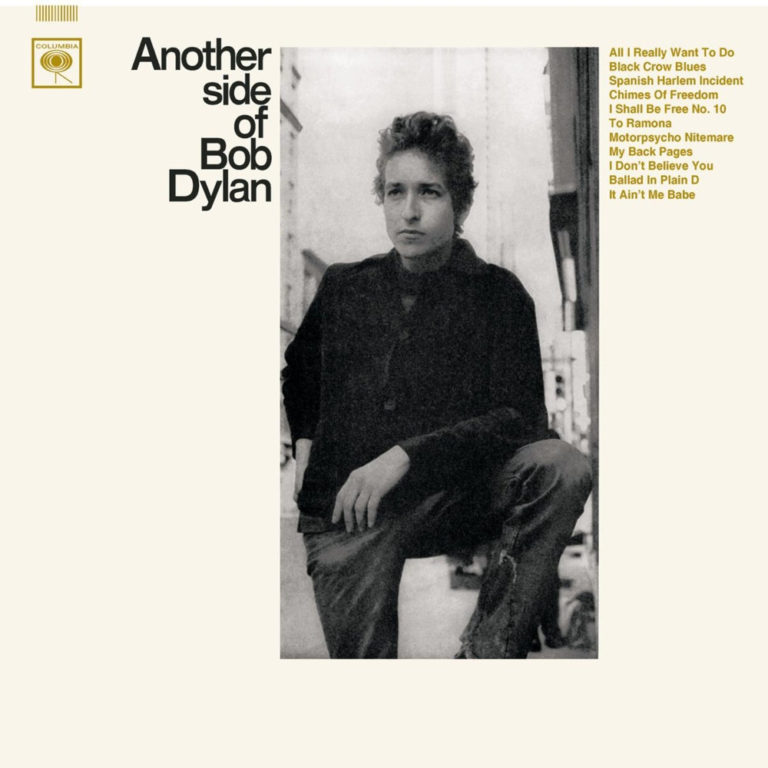 COLUMBIA
Another
side
of
Bob
Dylan
All I Really Want To Do
Black Crow Blues
Spanish Harlem Incident
Chimes Of Freedom
I Shall Be Free No. 10
To Ramona
Motorpsycho Nitemare
My Back Pages
I Don't Believe You
Ballad In Plain D
It Ain't Me Babe